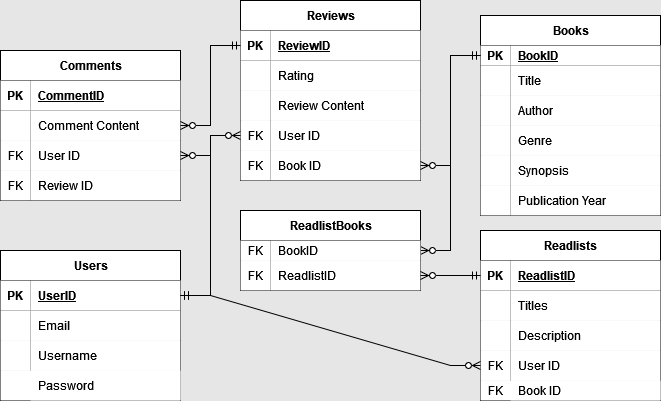 Reviews
PK ReviewID
Rating
Review Content
FK User ID
FK Book ID
Books
PK BookID
Title
Author
Genre
Synopsis
Publication Year
Comments
PK CommentID
Comment Content
FK User ID
FK Review ID
ReadlistBooks
FK BookID
FK ReadlistID
Readlists
PK ReadlistID
Titles
Description
FK User ID
FK Book ID
Users
PK UserID
Email
Username
Password